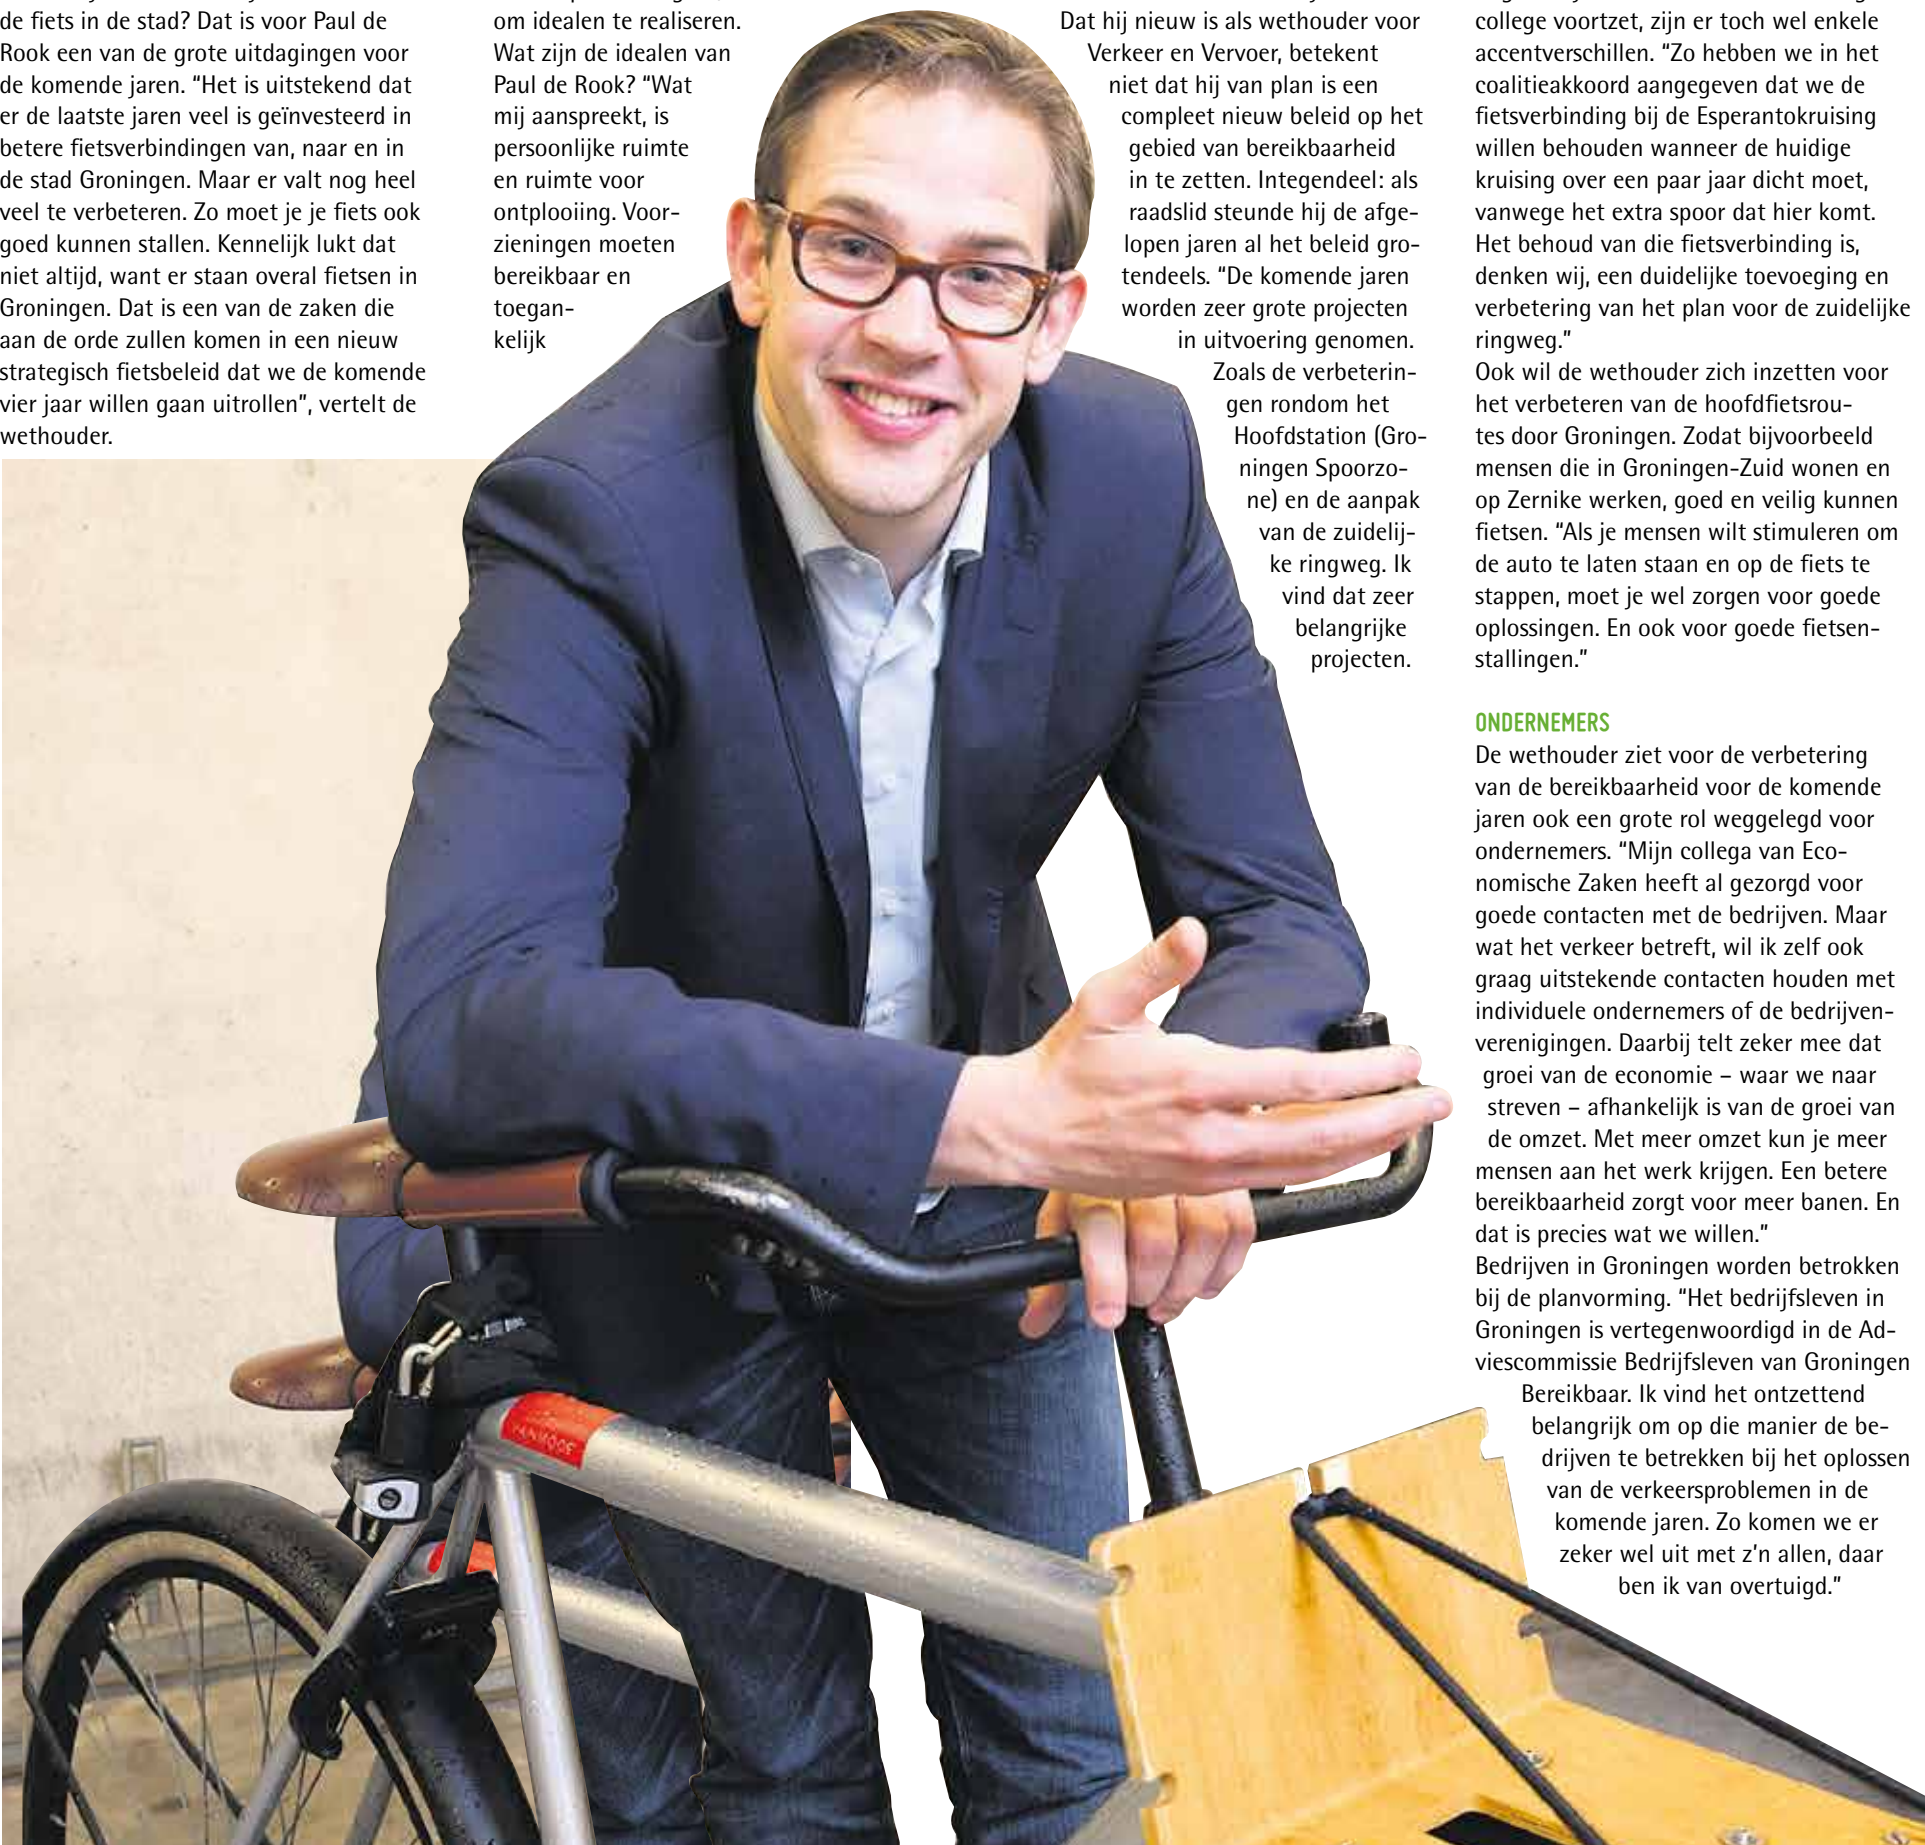 de fiets in de stad? Dat is voor Paul de
Rook een van de grote uitdagingen voor
de komende jaren. “Het is uitstekend dat
er de laatste jaren veel is geïnvesteerd in
betere fietsverbindingen van, naar en in
de stad Groningen. Maar er valt nog heel
veel te verbeteren. Zo moet je je fiets ook
goed kunnen stallen. Kennelijk lukt dat
niet altijd, want er staan overal fietsen in
Groningen. Dat is een van de zaken die
aan de orde zullen komen in een nieuw
strategisch fietsbeleid dat we de komende
vier jaar willen gaan uitrollen”, vertelt de
wethouder.
om idealen te realiseren.
Wat zijn de idealen van
Paul de Rook? “Wat
mij aanspreekt, is
persoonlijke ruimte
en ruimte voor
ontplooiing. Voor-
zieningen moeten
bereikbaar en
toegan-
kelijk
Dat hij nieuw is als wethouder voor
Verkeer en Vervoer, betekent
niet dat hij van plan is een
compleet nieuw beleid op het
gebied van bereikbaarheid
in te zetten. Integendeel: als
raadslid steunde hij de afge-
lopen jaren al het beleid gro-
tendeels. “De komende jaren
worden zeer grote projecten
in uitvoering genomen.
Zoals de verbeterin-
gen rondom het
Hoofdstation (Gro-
ningen Spoorzo-
ne) en de aanpak
van de zuidelij-
ke ringweg. Ik
vind dat zeer
belangrijke
projecten.
college voortzet, zijn er toch wel enkele
accentverschillen. “Zo hebben we in het
coalitieakkoord aangegeven dat we de
fietsverbinding bij de Esperantokruising
willen behouden wanneer de huidige
kruising over een paar jaar dicht moet,
vanwege het extra spoor dat hier komt.
Het behoud van die fietsverbinding is,
denken wij, een duidelijke toevoeging en
verbetering van het plan voor de zuidelijke
ringweg.”
Ook wil de wethouder zich inzetten voor
het verbeteren van de hoofdfietsrou-
tes door Groningen. Zodat bijvoorbeeld
mensen die in Groningen-Zuid wonen en
op Zernike werken, goed en veilig kunnen
fietsen. “Als je mensen wilt stimuleren om
de auto te laten staan en op de fiets te
stappen, moet je wel zorgen voor goede
oplossingen. En ook voor goede fietsen-
stallingen.”
ONDERNEMERS
De wethouder ziet voor de verbetering
van de bereikbaarheid voor de komende
jaren ook een grote rol weggelegd voor
ondernemers. “Mijn collega van Eco-
nomische Zaken heeft al gezorgd voor
goede contacten met de bedrijven. Maar
wat het verkeer betreft, wil ik zelf ook
graag uitstekende contacten houden met
individuele ondernemers of de bedrijven-
verenigingen. Daarbij telt zeker mee dat
groei van de economie – waar we naar
streven – afhankelijk is van de groei van
de omzet. Met meer omzet kun je meer
mensen aan het werk krijgen. Een betere
bereikbaarheid zorgt voor meer banen. En
dat is precies wat we willen.”
Bedrijven in Groningen worden betrokken
bij de planvorming. “Het bedrijfsleven in
Groningen is vertegenwoordigd in de Ad-
viescommissie Bedrijfsleven van Groningen
Bereikbaar. Ik vind het ontzettend
belangrijk om op die manier de be-
drijven te betrekken bij het oplossen
van de verkeersproblemen in de
komende jaren. Zo komen we er
zeker wel uit met z’n allen, daar
ben ik van overtuigd.”
VANMOOF